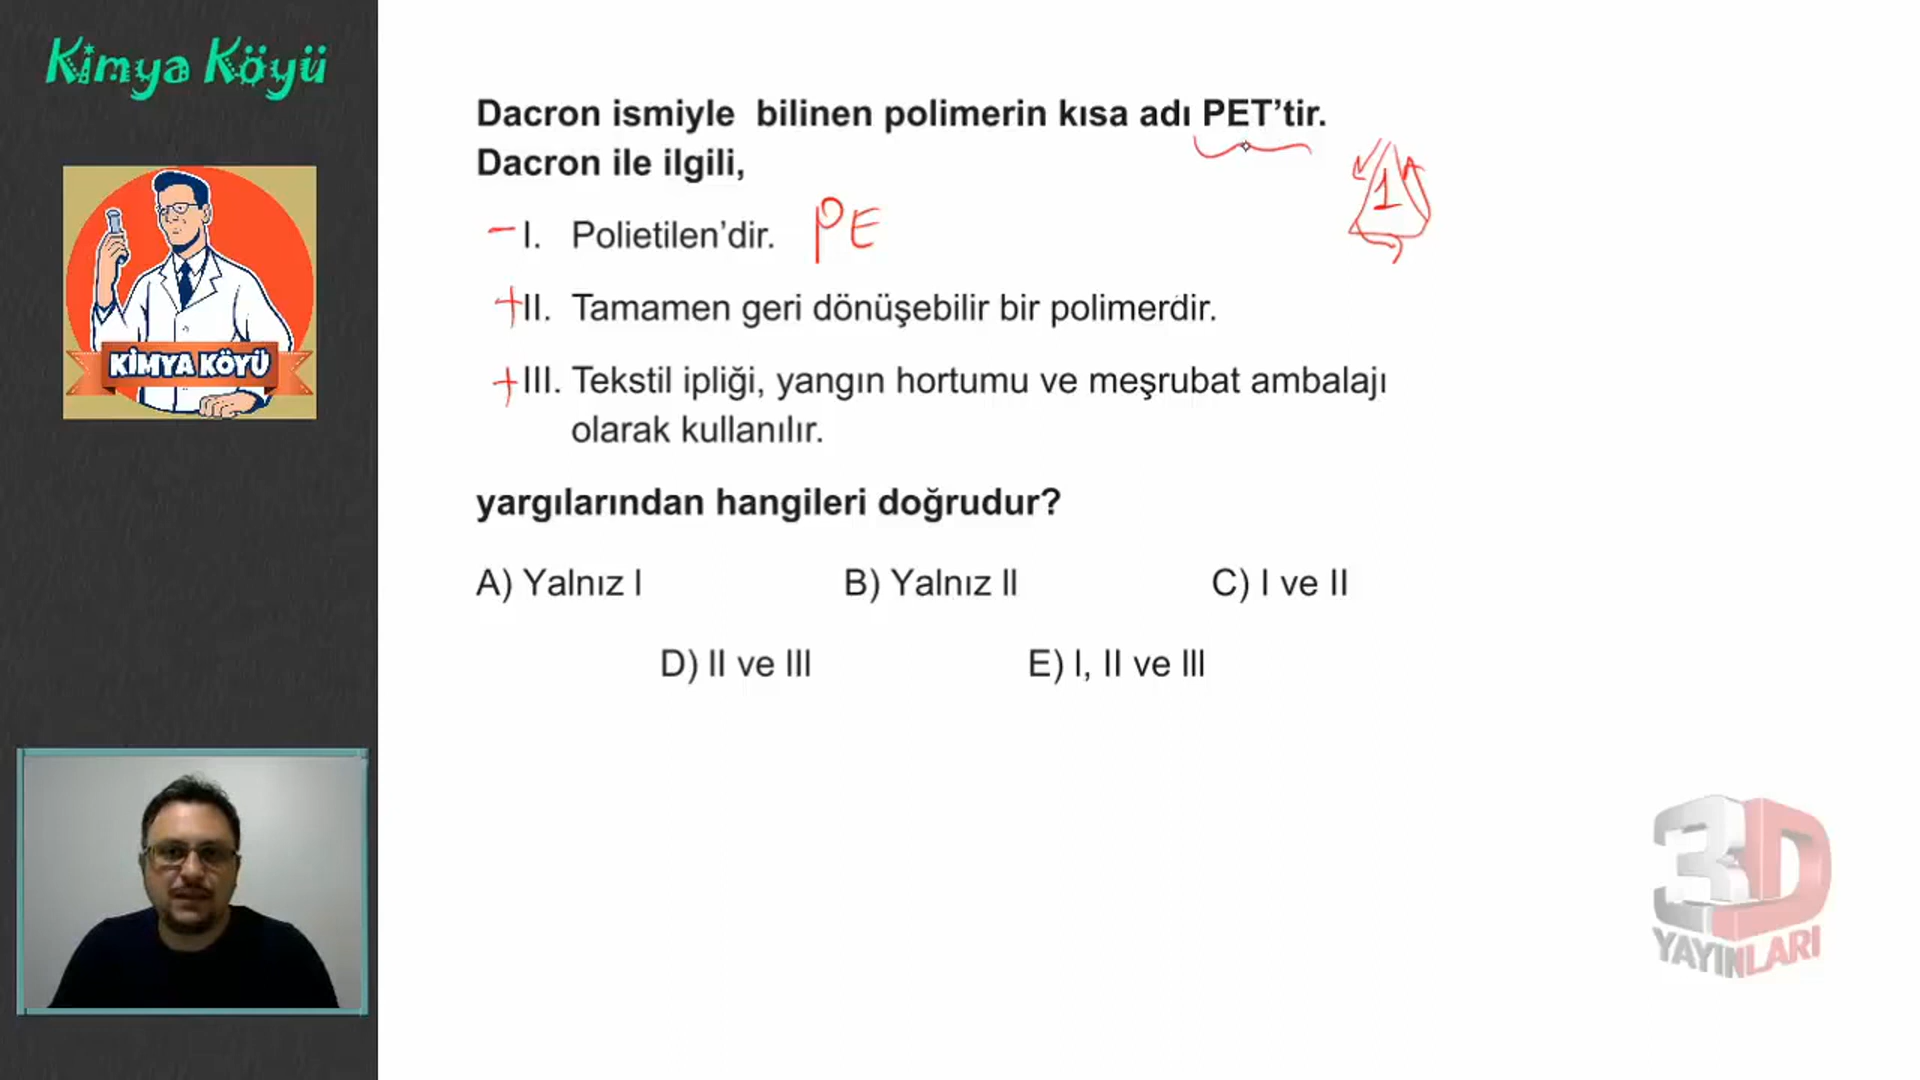 Kimya Köyü
KİMYA KÖYÜ
Dacron ismiyle bilinen polimerin kısa adı PET’tir.
Dacron ile ilgili,
1
- I. Polietilen’dir. PE
+ II. Tamamen geri dönüşebilir bir polimerdir.
+ III. Tekstil ipliği, yangın hortumu ve meşrubat ambalajı
olarak kullanılır.
yargılarından hangileri doğrudur?
A) Yalnız I B) Yalnız II C) I ve II
D) II ve III E) I, II ve III
3D
YAYINLARI